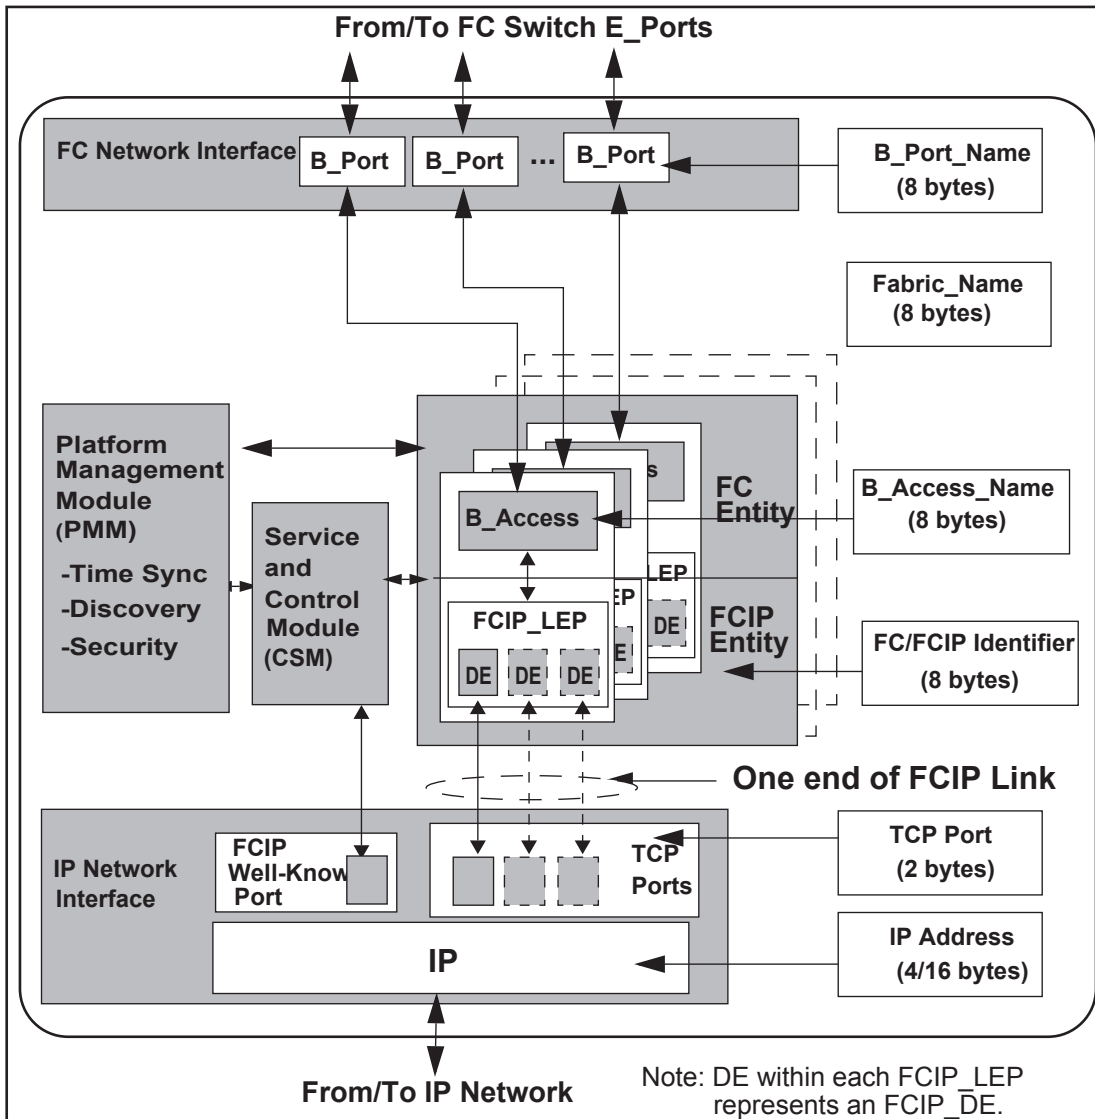 From/To FC Switch E_Ports
FC Network Interface
B_Port
B_Port
...
B_Port
B_Port_Name
(8 bytes)
Fabric_Name
(8 bytes)
Platform
Management
Module
(PMM)
-Time Sync
-Discovery
-Security
Service
and
Control
Module
(CSM)
B_Access
s
FC
Entity
B_Access_Name
(8 bytes)
FCIP_LEP
EP
LEP
DE
DE
DE
E
DE
FCIP
Entity
FC/FCIP Identifier
(8 bytes)
One end of FCIP Link
IP Network
Interface
FCIP
Well-Know
Port
TCP
Ports
TCP Port
(2 bytes)
IP
IP Address
(4/16 bytes)
From/To IP Network
Note: DE within each FCIP_LEP
represents an FCIP_DE.